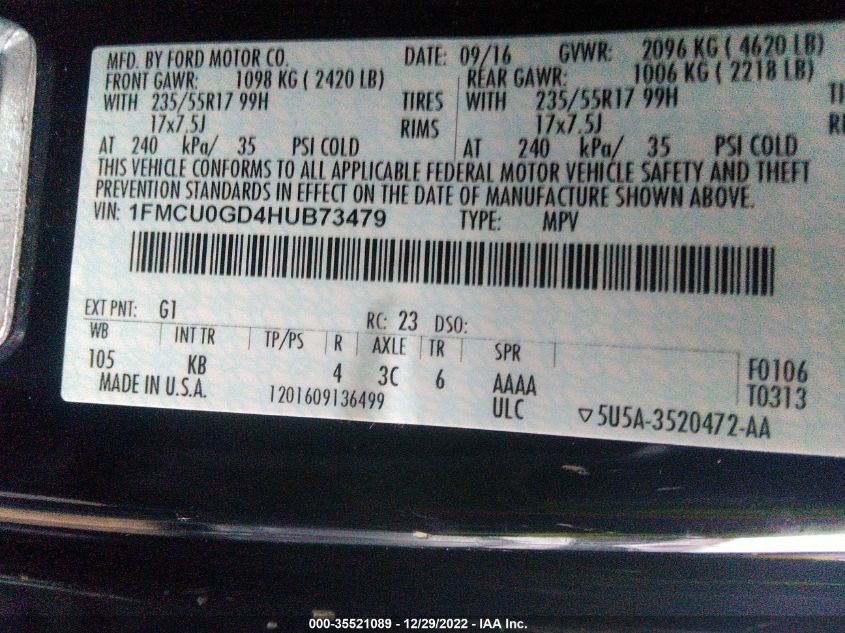 MFD. BY FORD MOTOR CO. DATE: 09/16 GVWR: 2096 KG ( 4620 LB)
FRONT GAWR: 1098 KG ( 2420 LB) REAR GAWR: 1006 KG ( 2218 LB)
WITH 235/55R17 99H TIRES WITH 235/55R17 99H
17x7.5J RIMS 17x7.5J
AT 240 kPa/ 35 PSI COLD AT 240 kPa/ 35 PSI COLD
THIS VEHICLE CONFORMS TO ALL APPLICABLE FEDERAL MOTOR VEHICLE SAFETY AND THEFT
PREVENTION STANDARDS IN EFFECT ON THE DATE OF MANUFACTURE SHOWN ABOVE.
VIN: 1FMCU0GD4HUB73479 TYPE: MPV
EXT PNT: G1 RC: 23 DSO:
WB INT TR TP/PS R AXLE TR SPR
105 KB 4 3C 6 AAAA F0106
MADE IN U.S.A. 1201609136499 ULC T0313
▽5U5A-3520472-AA
000-35521089 - 12/29/2022 - IAA Inc.